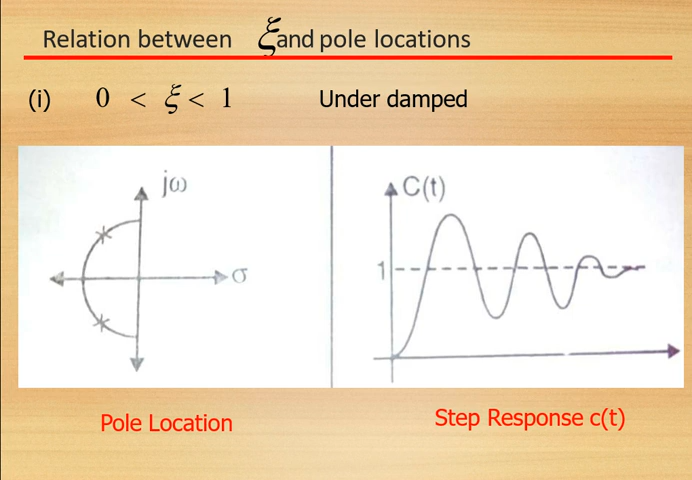 Relation between ξ and pole locations
(i) 0 < ξ < 1 Under damped
jω
C(t)
σ
1
Pole Location
Step Response c(t)